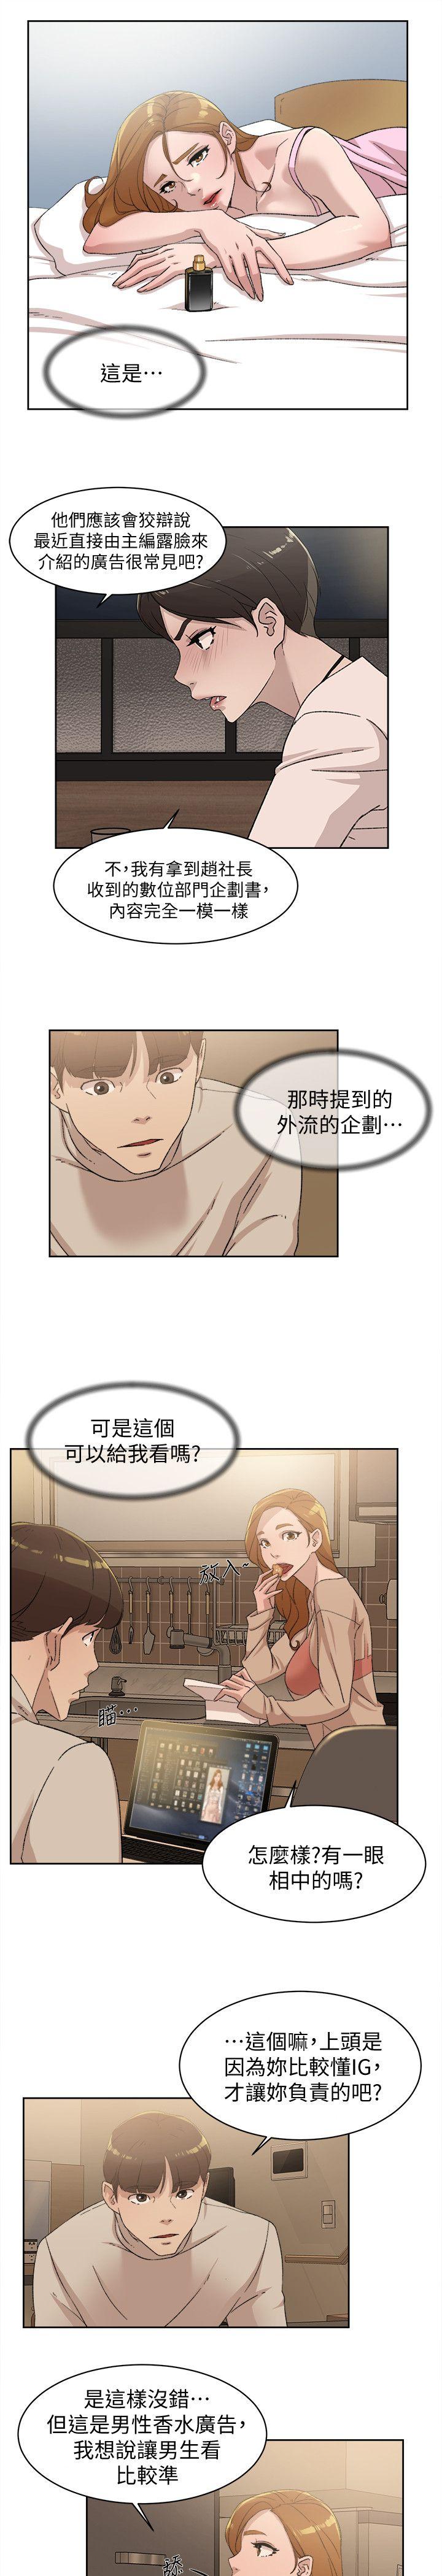 這是⋯
他們應該會狡辯說
最近直接由主編露臉來
介紹的廣告很常見吧?
不，我有拿到趙社長
收到的數位部門企劃書，
內容完全一模一樣
那時提到的
外流的企劃⋯
可是這個
可以給我看嗎?
放入~
瞄⋯
怎麼樣?有一眼
相中的嗎?
⋯這個嘛，上頭是
因為妳比較懂IG，
才讓妳負責的吧?
是這樣沒錯⋯
但這是男性香水廣告，
我想說讓男生看
比較準
舔